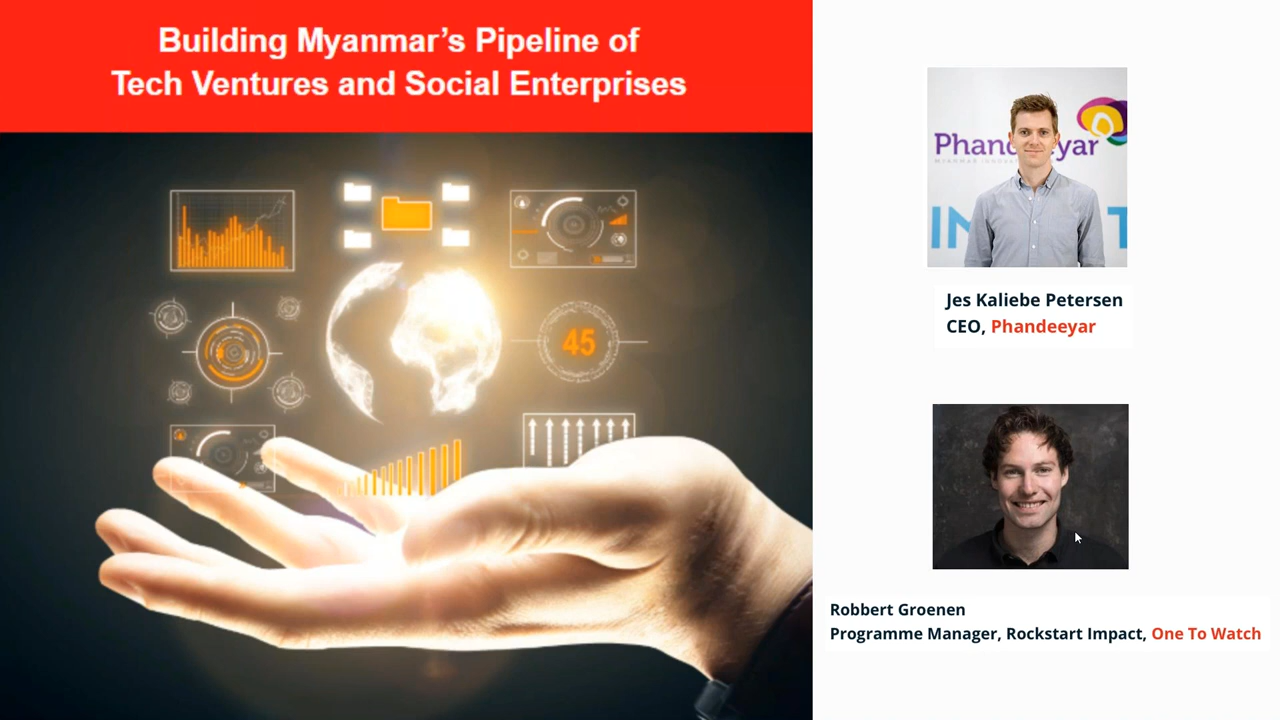 Building Myanmar's Pipeline of
Tech Ventures and Social Enterprises
45
Jes Kaliebe Petersen
CEO, Phandeeyar
Robbert Groenen
Programme Manager, Rockstart Impact, One To Watch